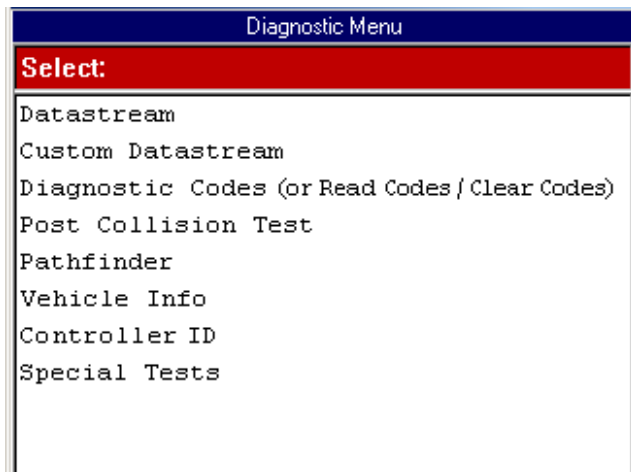 Diagnostic Menu
Select:
Datastream
Custom Datastream
Diagnostic Codes (or Read Codes / Clear Codes)
Post Collision Test
Pathfinder
Vehicle Info
Controller ID
Special Tests